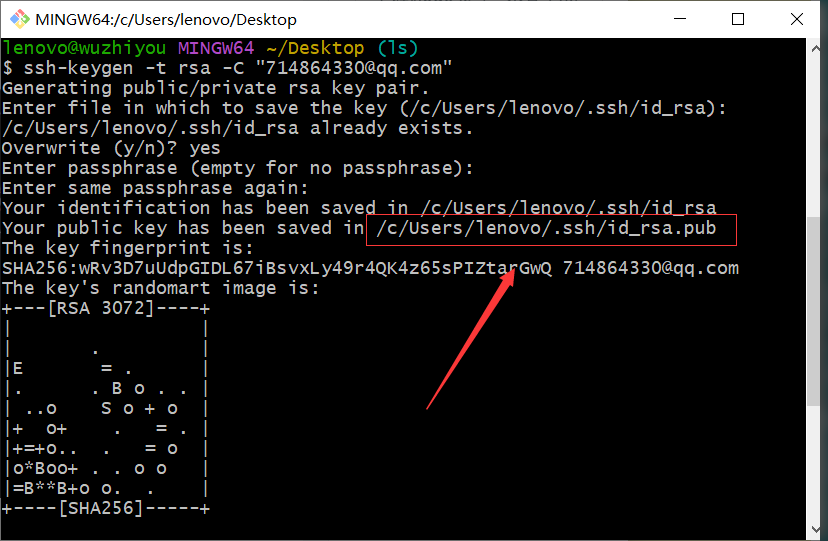 MINGW64:/c/Users/lenovo/Desktop
lenovo@wuzhiyou MINGW64 ~/Desktop (ls)
$ ssh-keygen -t rsa -C "714864330@qq.com"
Generating public/private rsa key pair.
Enter file in which to save the key (/c/Users/lenovo/.ssh/id_rsa):
/c/Users/lenovo/.ssh/id_rsa already exists.
Overwrite (y/n)? yes
Enter passphrase (empty for no passphrase):
Enter same passphrase again:
Your identification has been saved in /c/Users/lenovo/.ssh/id_rsa
Your public key has been saved in /c/Users/lenovo/.ssh/id_rsa.pub
The key fingerprint is:
SHA256:wRv3D7uUdpGIDL67iBsvxLy49r4QK4z65sPIZtarGwQ 714864330@qq.com
The key's randomart image is:
+---[RSA 3072]----+
|                 |
|       .         |
|E       = .      |
|.      . B o . . |
| ..o    S o + o  |
|+  o+    .   = . |
|+=+o..  .   = o  |
|o*Boo+ . . o o   |
|=B**B+o o.  .    |
+----[SHA256]-----+